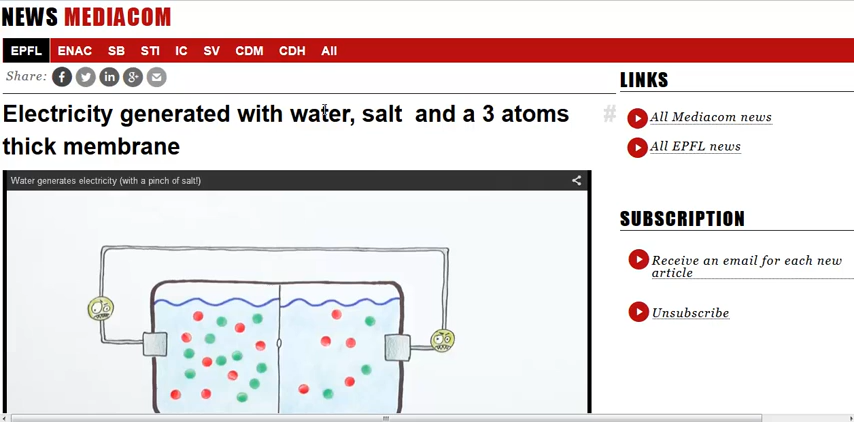 NEWS MEDIACOM
EPFL ENAC SB STI IC SV CDM CDH All
Share:
LINKS
Electricity generated with water, salt and a 3 atoms #
thick membrane
All Mediacom news
All EPFL news
Water generates electricity (with a pinch of salt!)
SUBSCRIPTION
Receive an email for each new
article
Unsubscribe